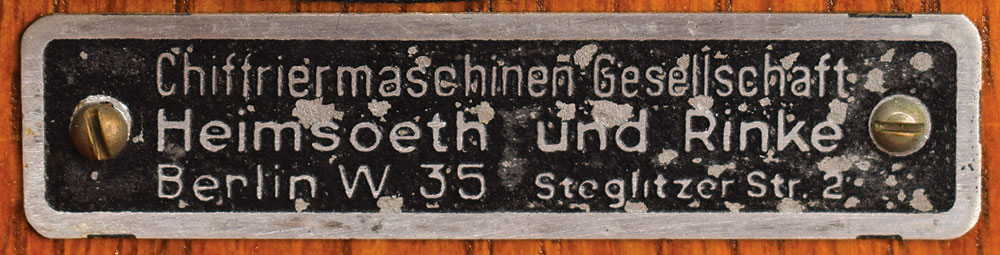 Chiffriermaschinen Gesellschaft
Heimsoeth und Rinke
Berlin W 35 Steglitzer Str. 2